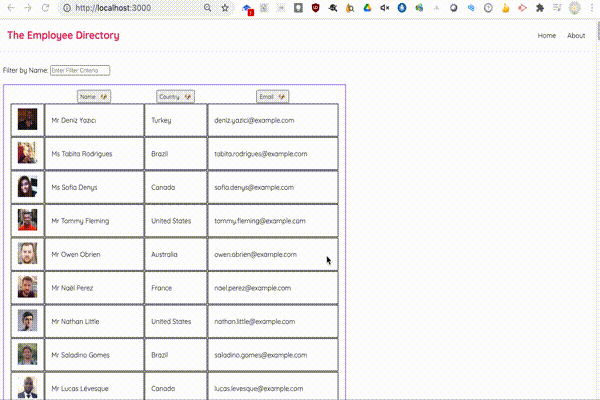 http://localhost:3000
The Employee Directory
Home About
Filter by Name: Enter Filter Criteria
Name Country Email
Mr Deniz Yazıcı Turkey deniz.yazici@example.com
Ms Tabita Rodrigues Brazil tabita.rodrigues@example.com
Ms Sofia Denys Canada sofia.denys@example.com
Mr Tommy Fleming United States tommy.fleming@example.com
Mr Owen Obrien Australia owen.obrien@example.com
Mr Naël Perez France nael.perez@example.com
Mr Nathan Little United States nathan.little@example.com
Mr Saladino Gomes Brazil saladino.gomes@example.com
Mr Lucas Lévesque Canada lucas.levesque@example.com